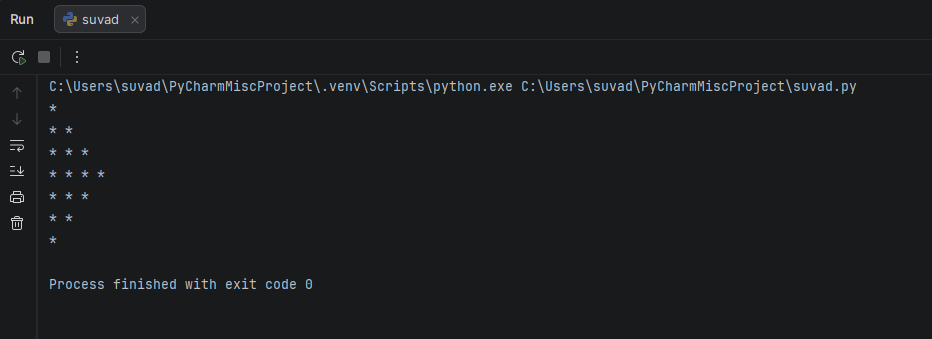 Run suvad
C:\Users\suvad\PyCharmMiscProject\.venv\Scripts\python.exe C:\Users\suvad\PyCharmMiscProject\suvad.py
*
* *
* * *
* * * *
* * *
* *
*
Process finished with exit code 0